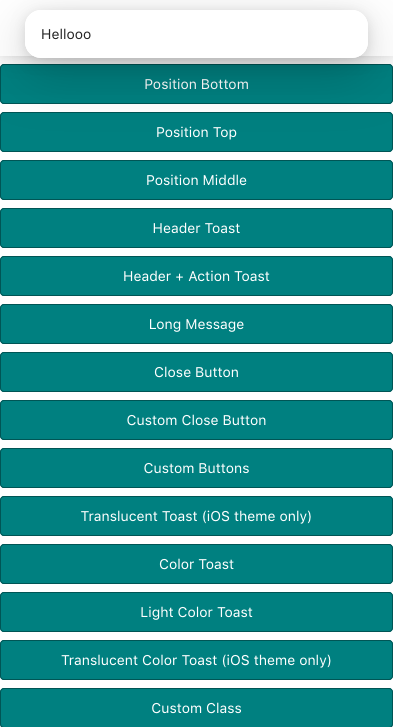 Hellooo
Position Bottom
Position Top
Position Middle
Header Toast
Header + Action Toast
Long Message
Close Button
Custom Close Button
Custom Buttons
Translucent Toast (iOS theme only)
Color Toast
Light Color Toast
Translucent Color Toast (iOS theme only)
Custom Class